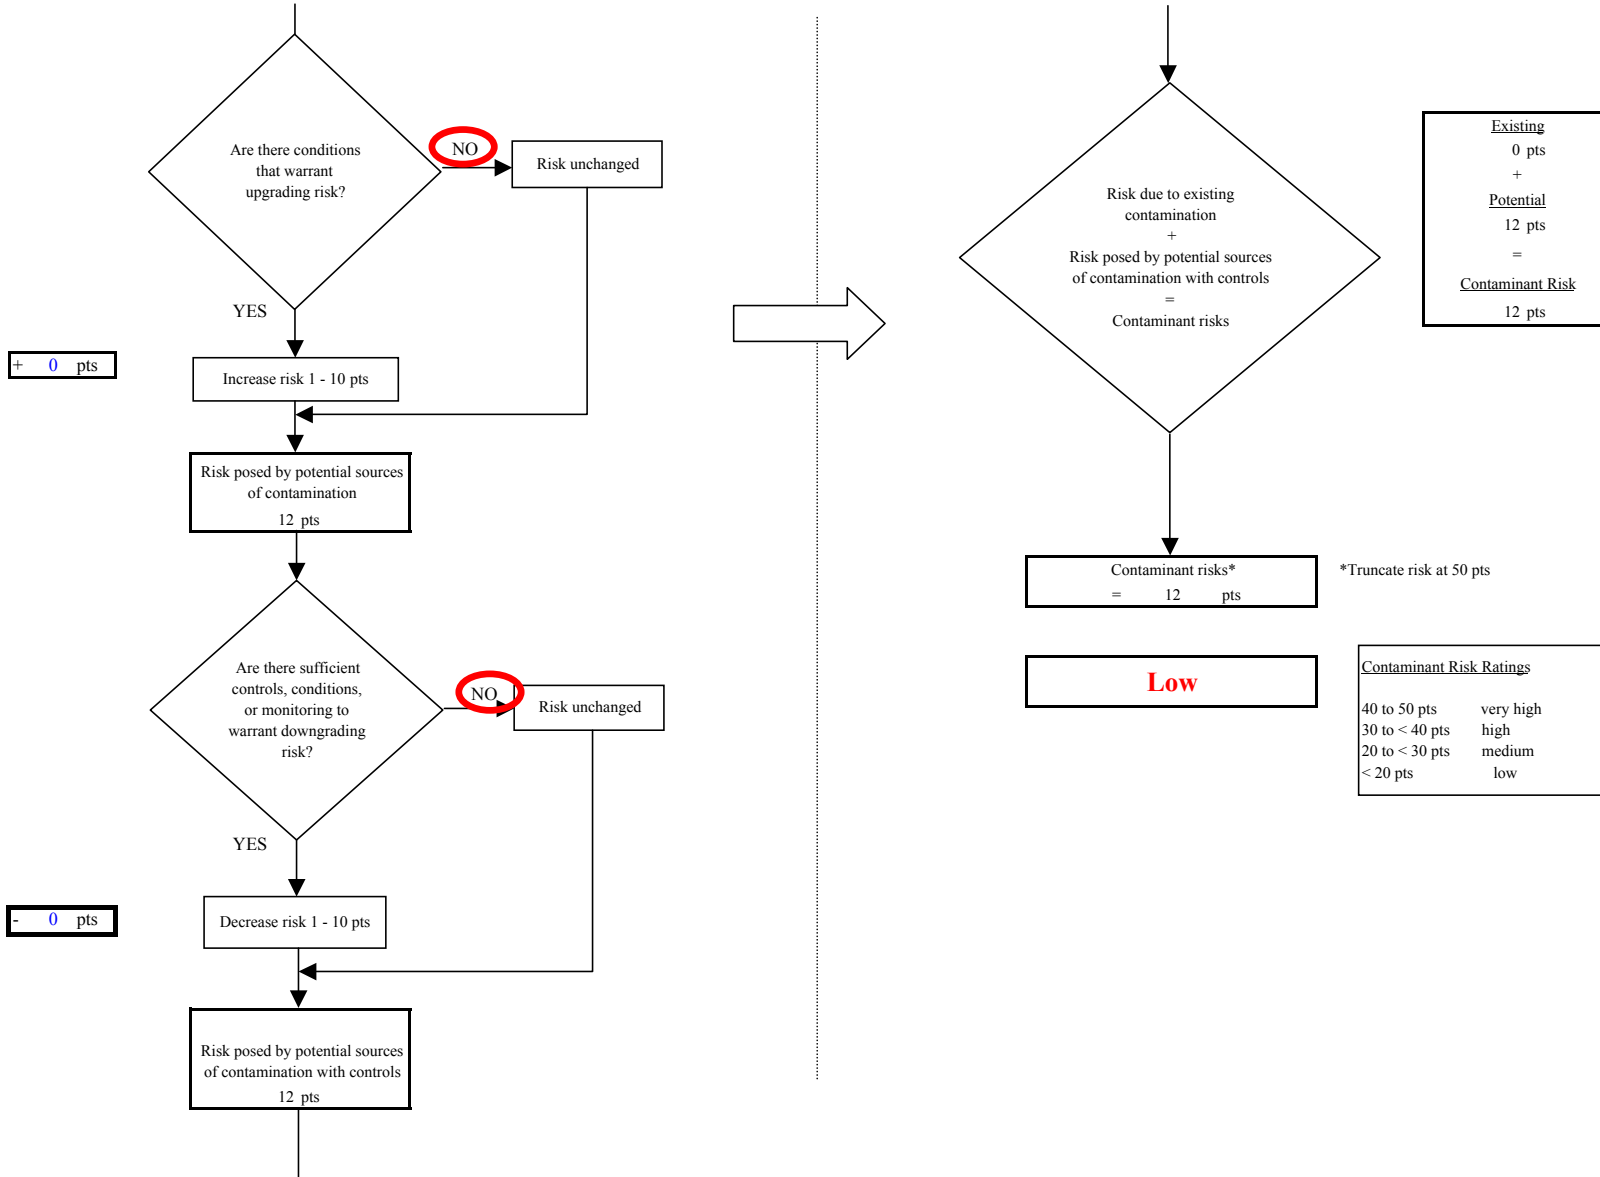 Are there conditions
that warrant
upgrading risk?
NO
Risk unchanged
YES
+ 0 pts
Increase risk 1 - 10 pts
Risk posed by potential sources
of contamination
12 pts
Are there sufficient
controls, conditions,
or monitoring to
warrant downgrading
risk?
NO
Risk unchanged
YES
- 0 pts
Decrease risk 1 - 10 pts
Risk posed by potential sources
of contamination with controls
12 pts
Risk due to existing
contamination
+
Risk posed by potential sources
of contamination with controls
=
Contaminant risks
Existing
0 pts
+
Potential
12 pts
=
Contaminant Risk
12 pts
Contaminant risks*
= 12 pts
*Truncate risk at 50 pts
Low
Contaminant Risk Ratings
40 to 50 pts very high
30 to < 40 pts high
20 to < 30 pts medium
< 20 pts low